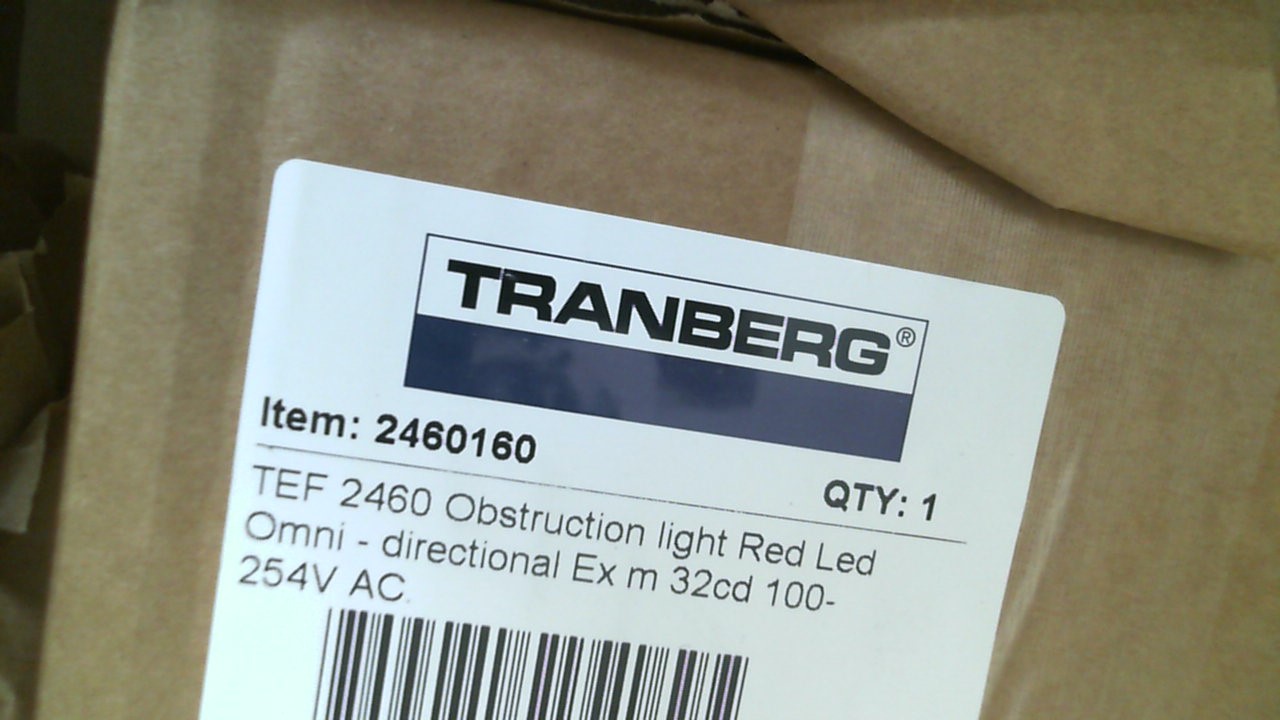 TRANBERG®
Item: 2460160
QTY: 1
TEF 2460 Obstruction light Red Led
Omni - directional Ex m 32cd 100-
254V AC